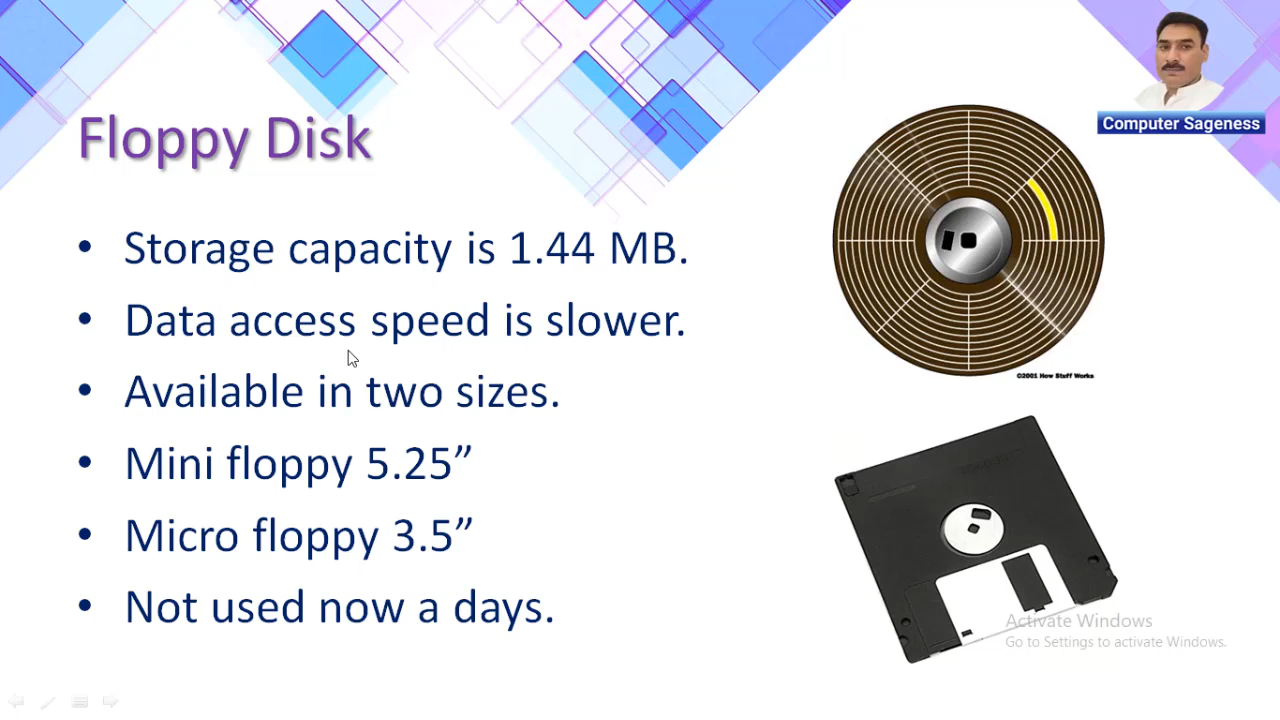 Computer Sageness
Floppy Disk
• Storage capacity is 1.44 MB.
• Data access speed is slower.
• Available in two sizes.
• Mini floppy 5.25”
• Micro floppy 3.5”
• Not used now a days.
©2001 How Stuff Works
Activate Windows
Go to Settings to activate Windows.